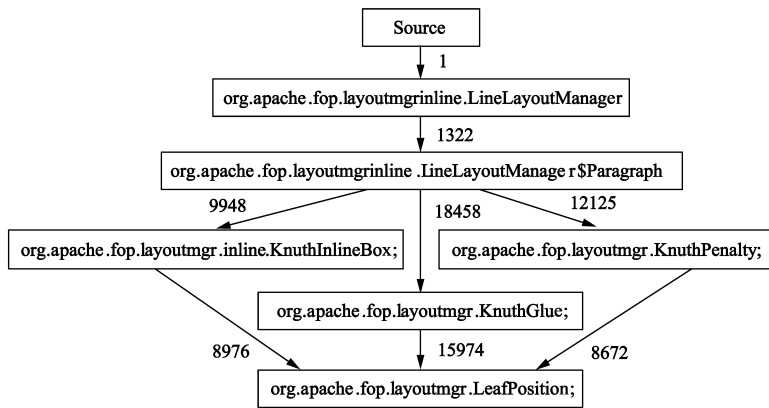 Source
1
org.apache.fop.layoutmgrinline.LineLayoutManager
1322
org.apache.fop.layoutmgrinline.LineLayoutManager$Paragraph
9948
18458
12125
org.apache.fop.layoutmgr.inline.KnuthInlineBox;
org.apache.fop.layoutmgr.KnuthPenalty;
org.apache.fop.layoutmgr.KnuthGlue;
8976
15974
8672
org.apache.fop.layoutmgr.LeafPosition;